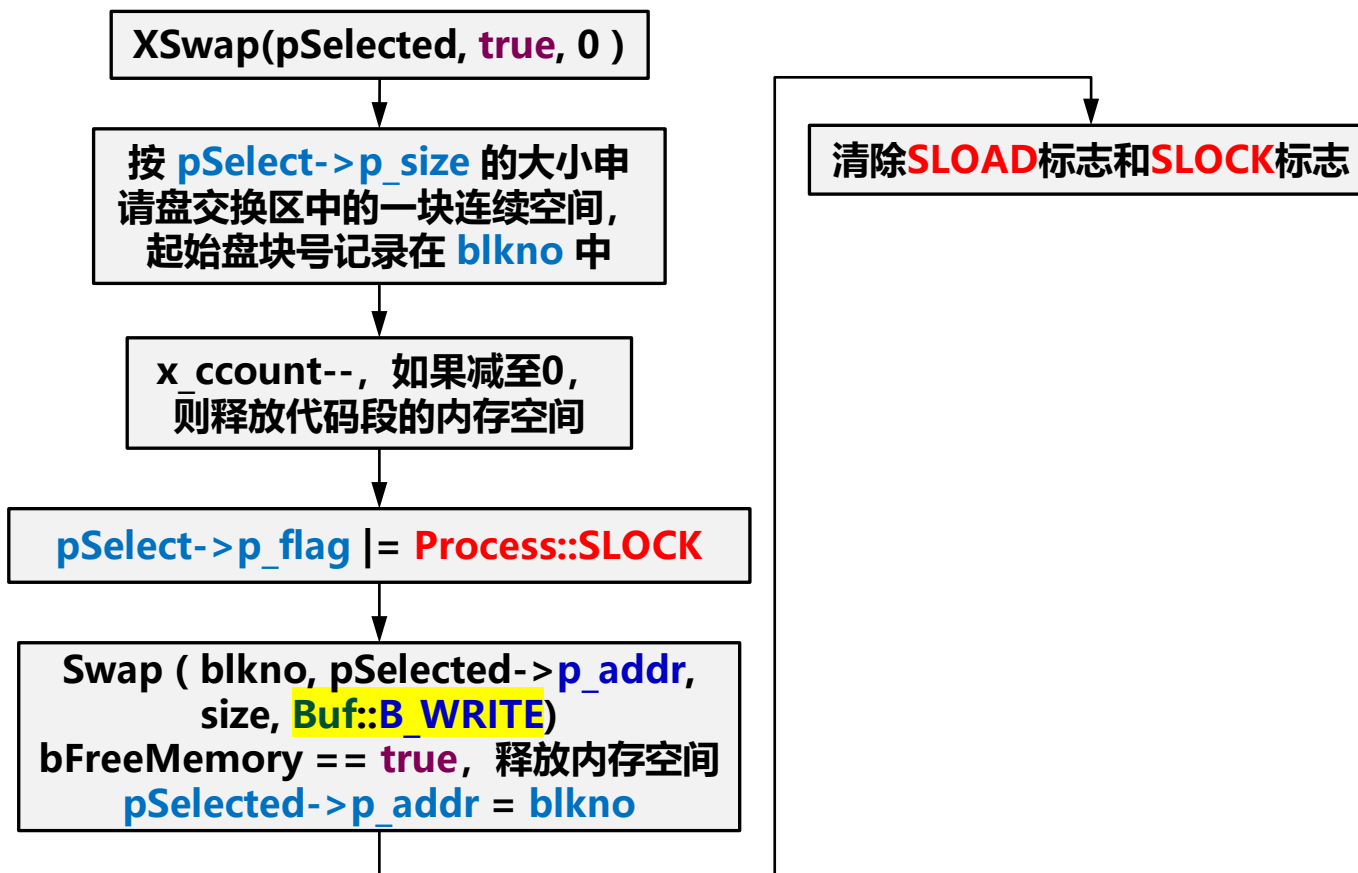 XSwap(pSelected, true, 0 )
按 pSelect->p_size 的大小申
请盘交换区中的一块连续空间，
起始盘块号记录在 blkno 中
x_ccount--，如果减至0，
则释放代码段的内存空间
pSelect->p_flag |= Process::SLOCK
Swap ( blkno, pSelected->p_addr,
size, Buf::B_WRITE)
bFreeMemory == true，释放内存空间
pSelected->p_addr = blkno
清除SLOAD标志和SLOCK标志